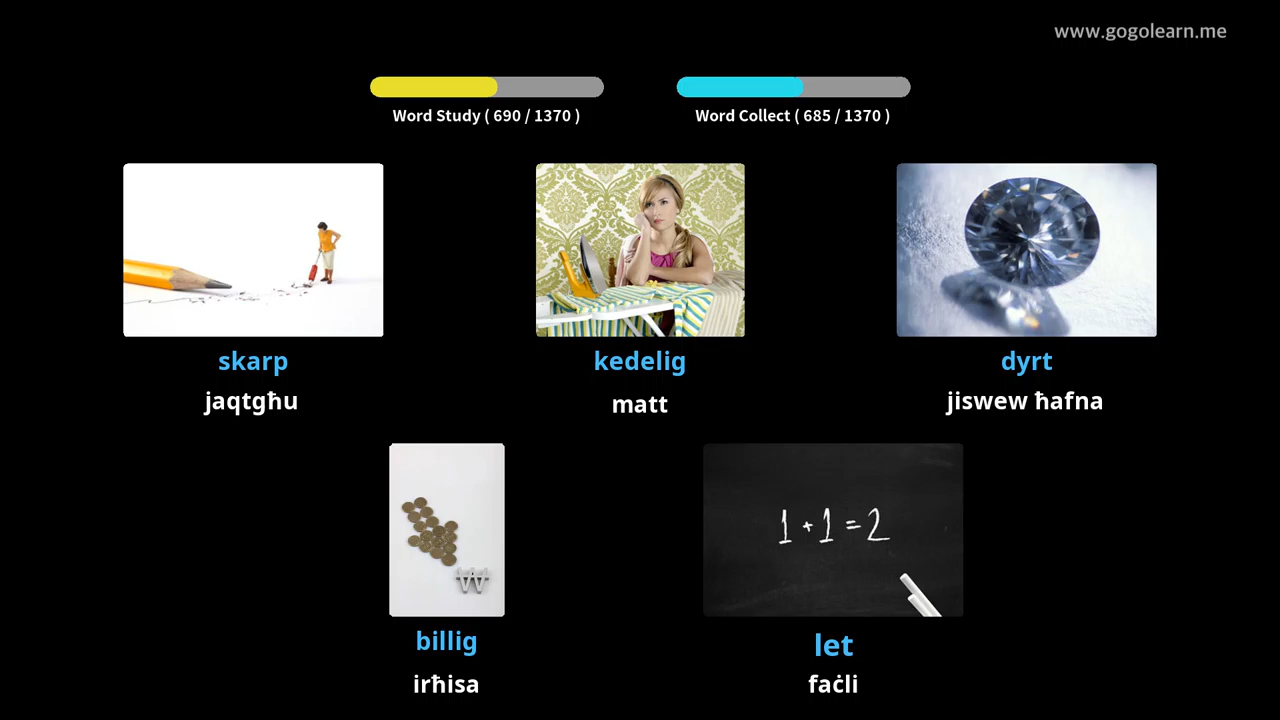 www.gogolearn.me
Word Study ( 690 / 1370 )
Word Collect ( 685 / 1370 )
skarp
jaqtgħu
kedelig
matt
dyrt
jiswew ħafna
billig
irħisa
1 + 1 = 2
let
faċli